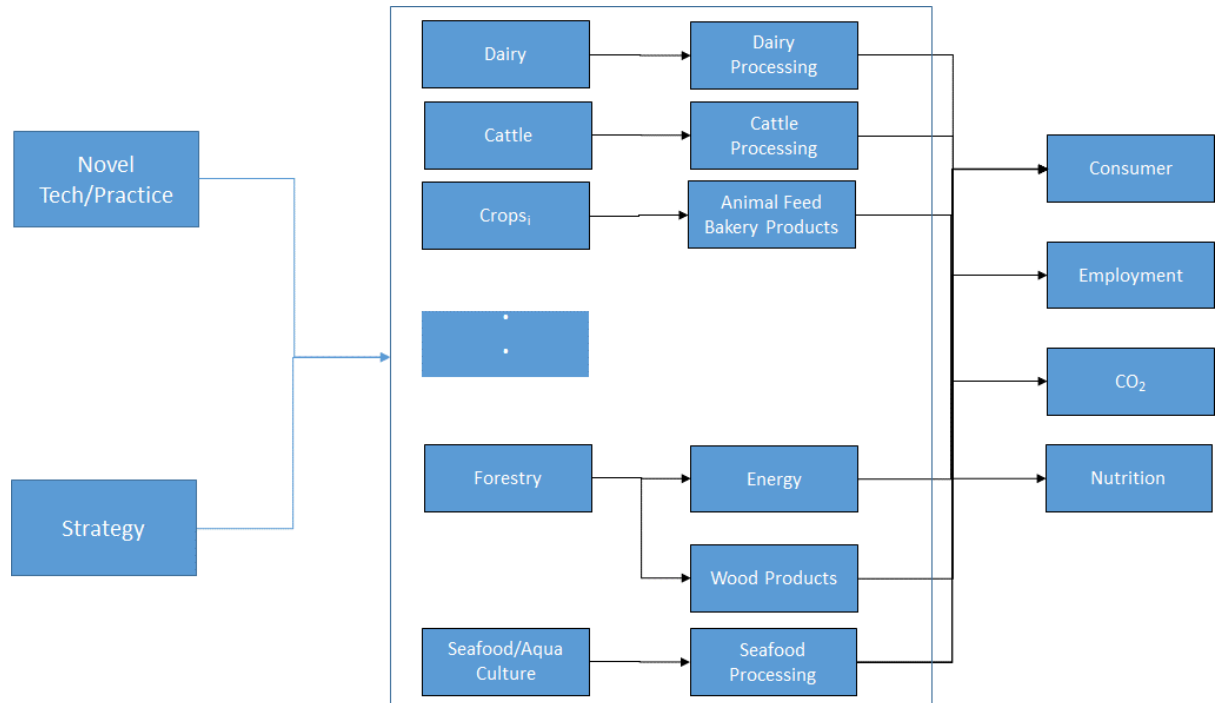 Novel
Tech/Practice
Strategy
Dairy
Dairy
Processing
Cattle
Cattle
Processing
Cropsᵢ
Animal Feed
Bakery Products
Forestry
Energy
Wood Products
Seafood/Aqua
Culture
Seafood
Processing
Consumer
Employment
CO₂
Nutrition